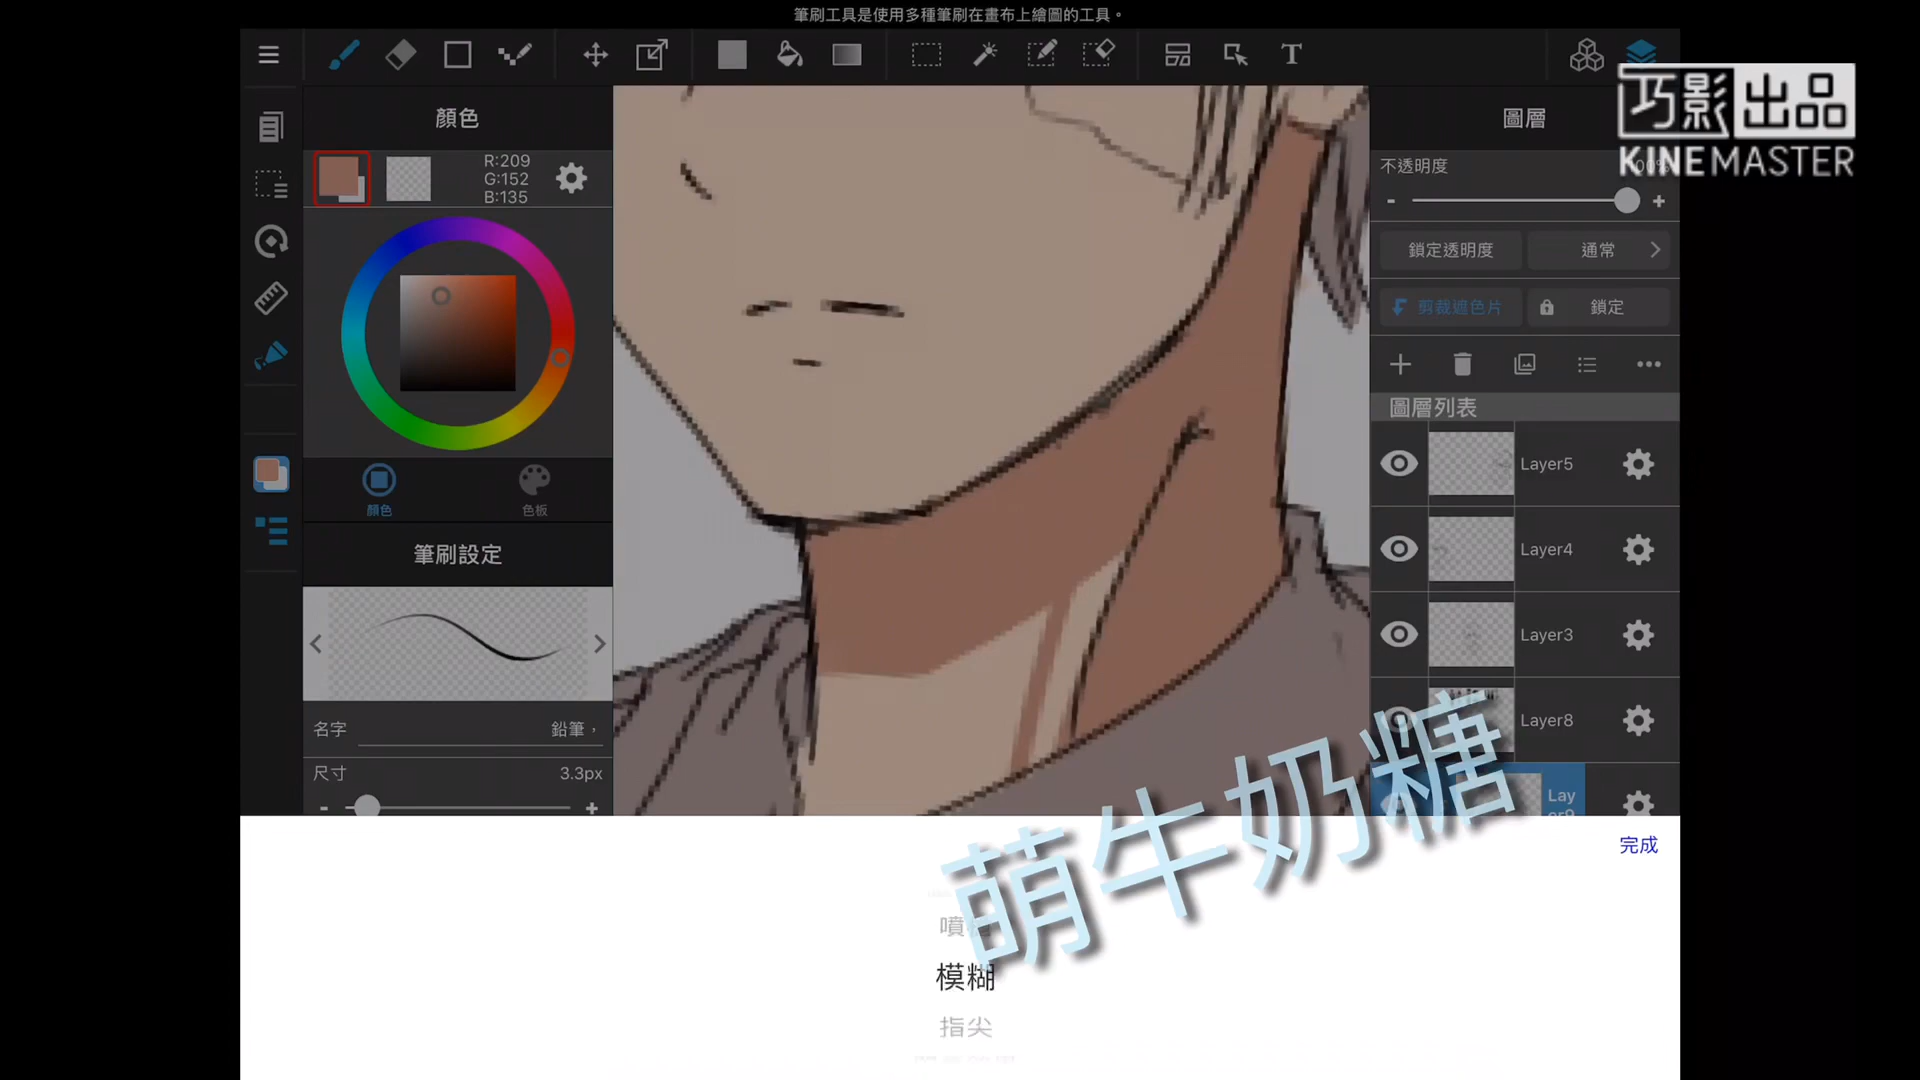 筆刷工具是使用多種筆刷在畫布上繪圖的工具。
T
顏色
圖層
巧影出品
KINEMASTER
R:209
G:152
B:135
不透明度
- +
鎖定透明度
通常
剪裁遮色片
鎖定
圖層列表
Layer5
顏色
色板
Layer4
筆刷設定
Layer3
名字
鉛筆,
Layer8
尺寸
3.3px
- +
萌牛奶糖
完成
模糊
指尖